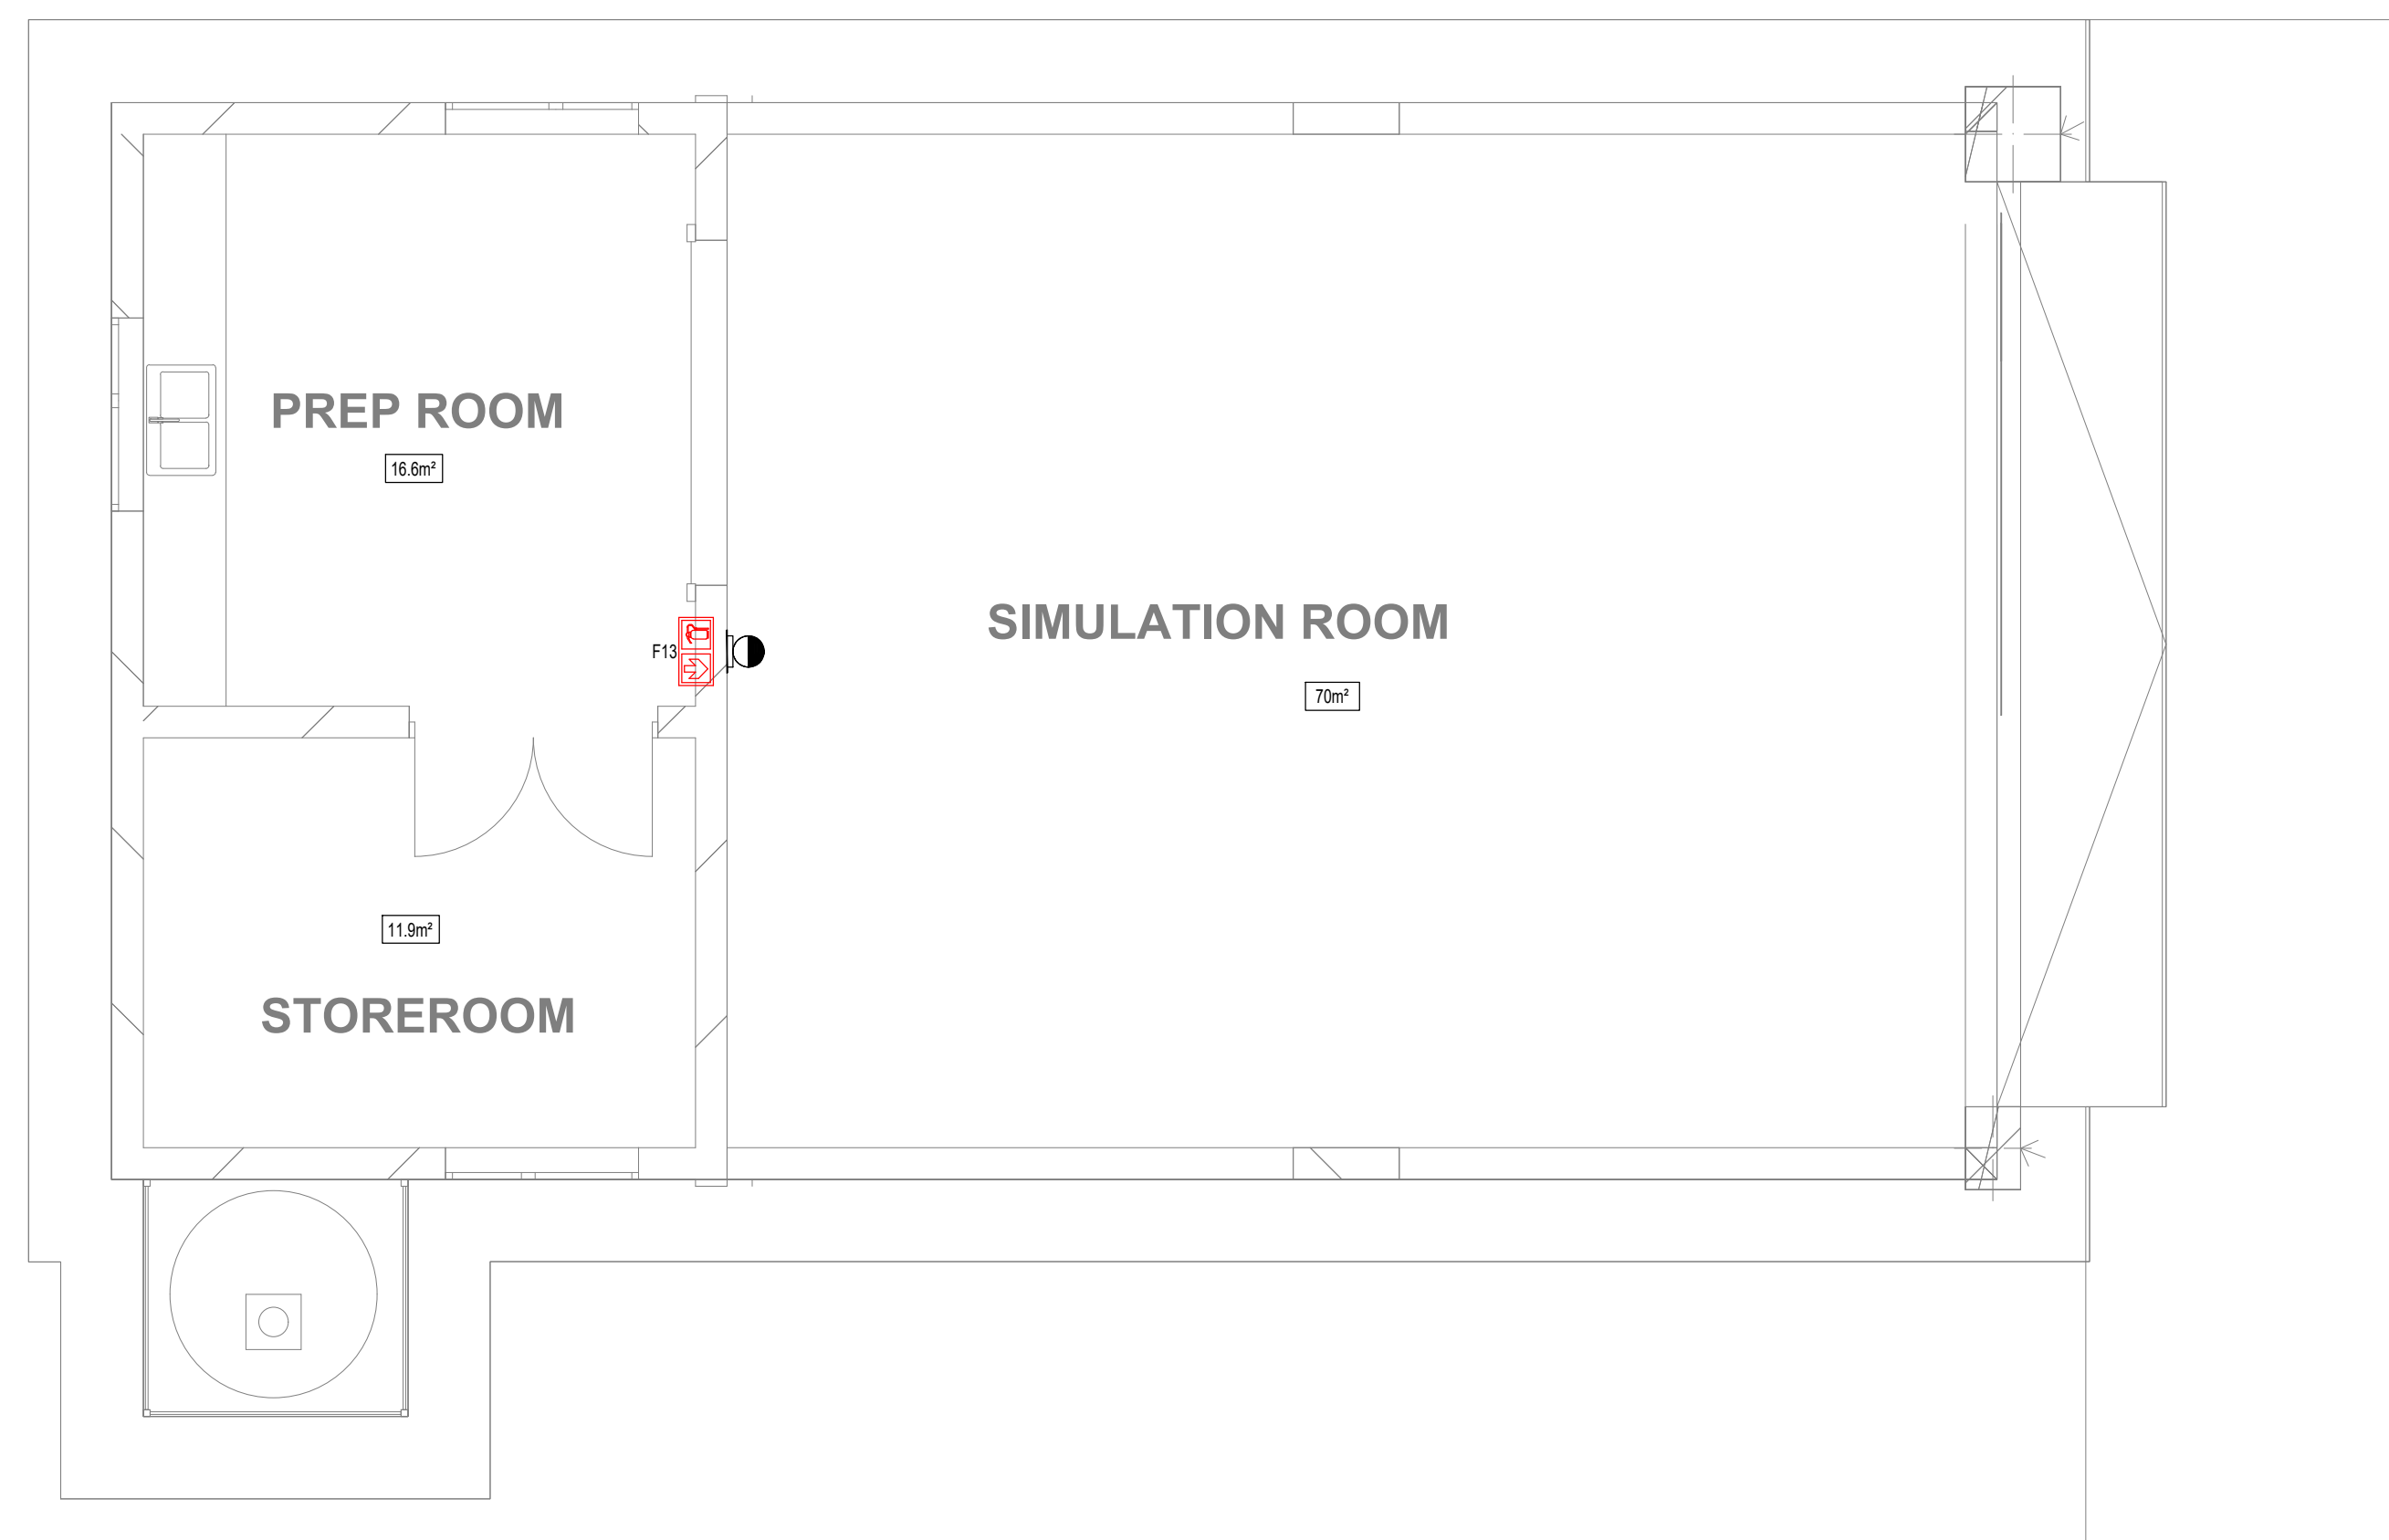 PREP ROOM
16.6m²
SIMULATION ROOM
F13
70m²
11.9m²
STOREROOM